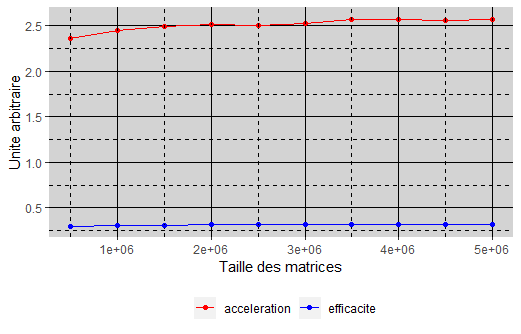 2.5
2.0
1.5
1.0
0.5
Unite arbitraire
1e+06
2e+06
3e+06
4e+06
5e+06
Taille des matrices
acceleration
efficacite